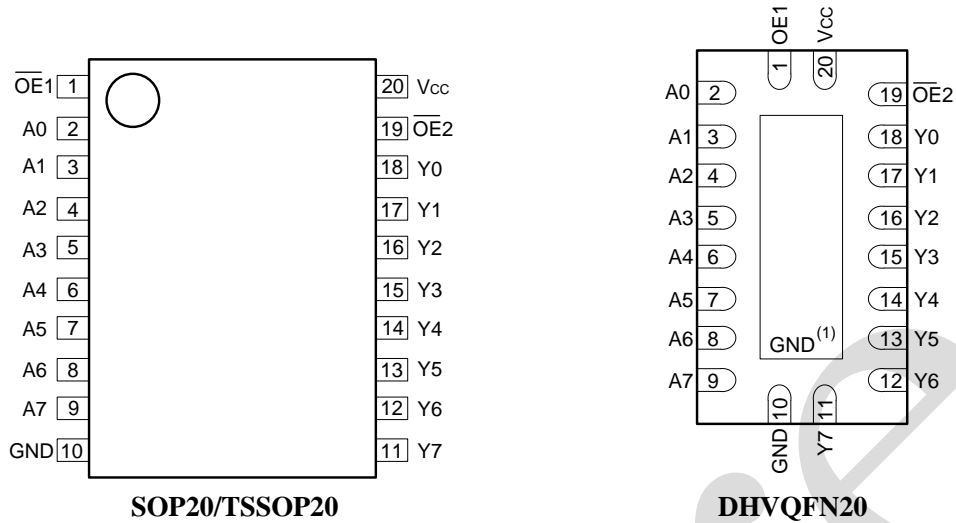 O̅E̅1 1
A0 2
A1 3
A2 4
A3 5
A4 6
A5 7
A6 8
A7 9
GND 10
20 Vcc
19 O̅E̅2
18 Y0
17 Y1
16 Y2
15 Y3
14 Y4
13 Y5
12 Y6
11 Y7
SOP20/TSSOP20
OE1 1
Vcc 20
A0 2
A1 3
A2 4
A3 5
A4 6
A5 7
A6 8
A7 9
19 O̅E̅2
18 Y0
17 Y1
16 Y2
15 Y3
14 Y4
13 Y5
12 Y6
GND(1)
GND 10
Y7 11
DHVQFN20